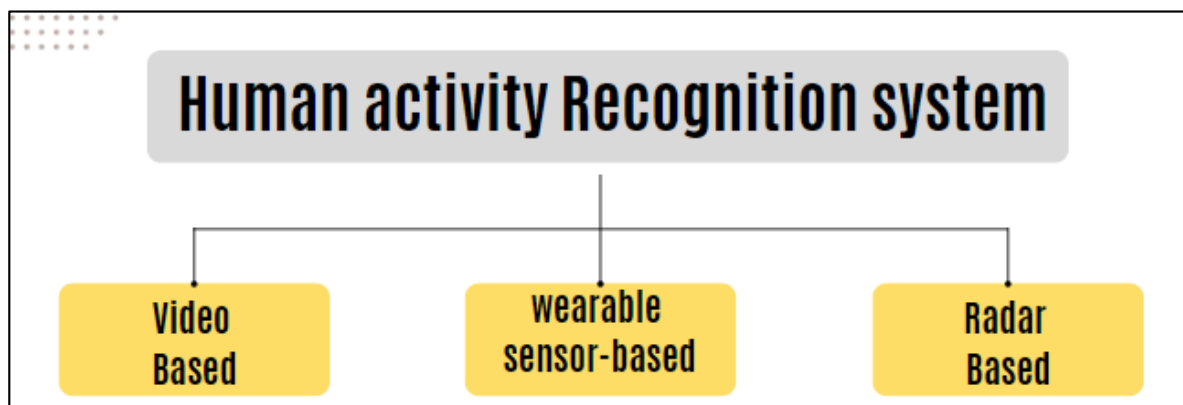 Human activity Recognition system
Video
Based
wearable
sensor-based
Radar
Based